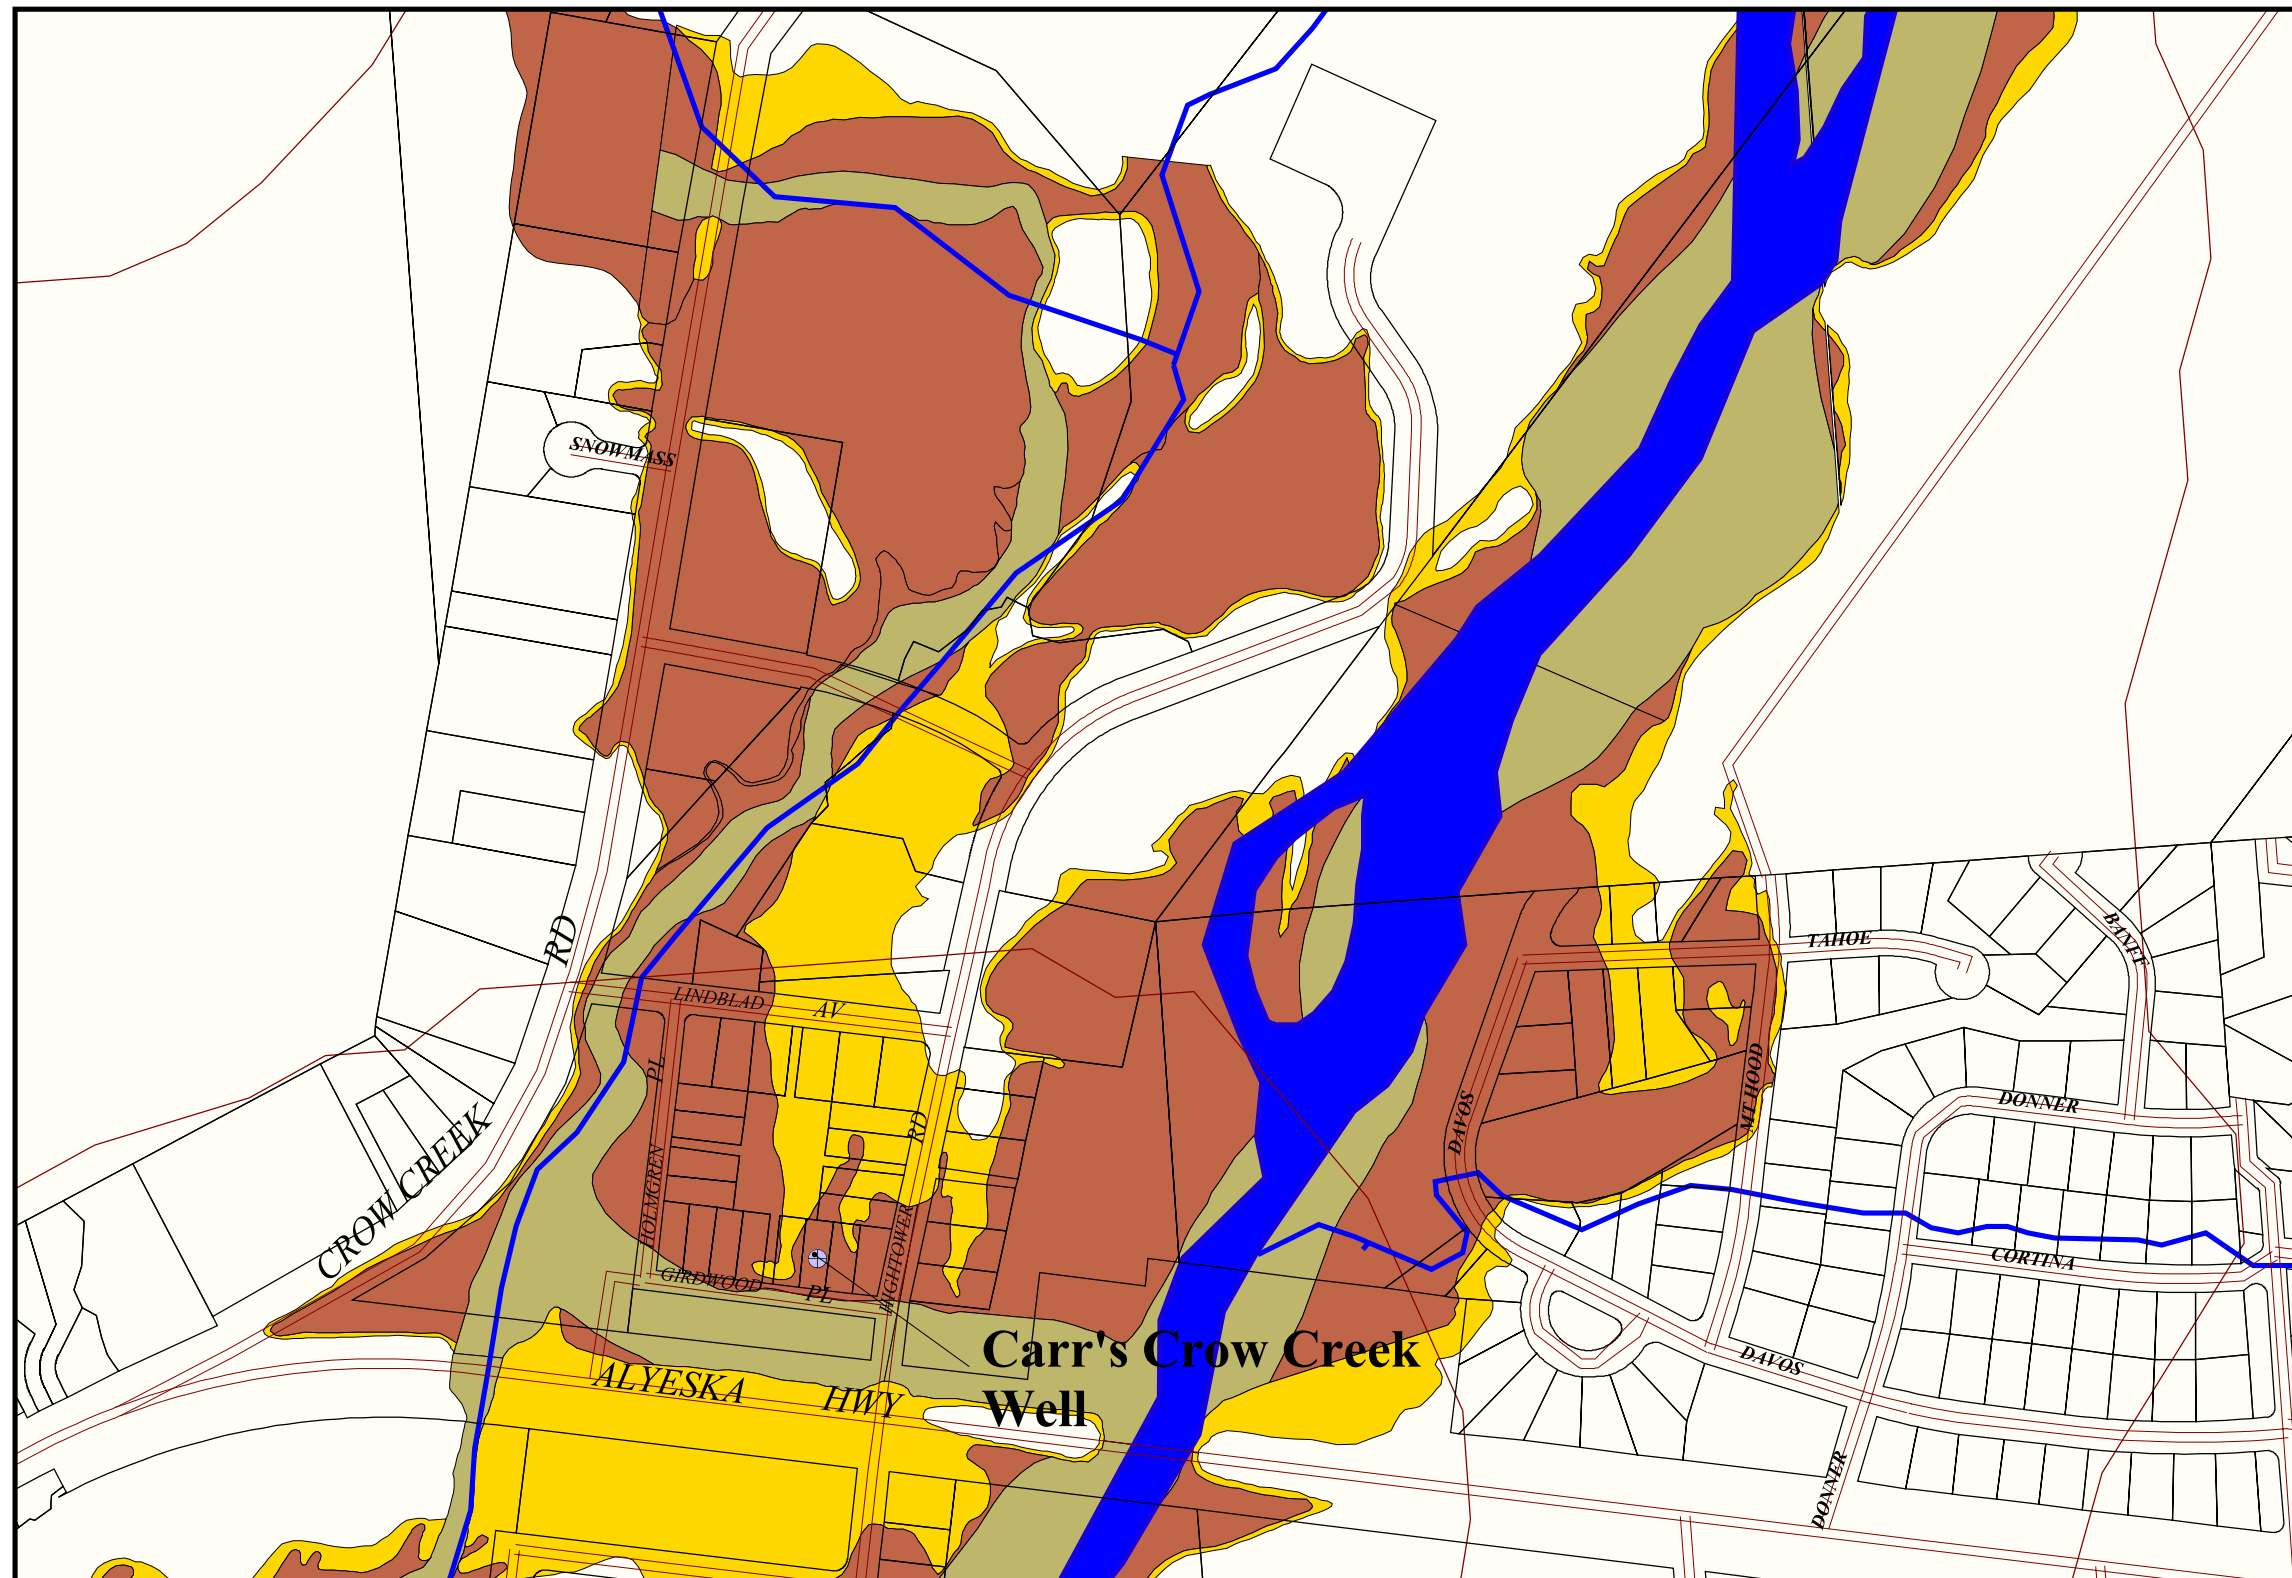 SNOWMASS
RD
TAHOE
BANFF
LINDBLAD AV
PL
HOLMGREN
CROW CREEK
RD
HIGHTOWER
DAVOS
MT HOOD
DONNER
CORTINA
GIRDWOOD PL
Carr's Crow Creek
Well
ALYESKA HWY
DAVOS
DONNER